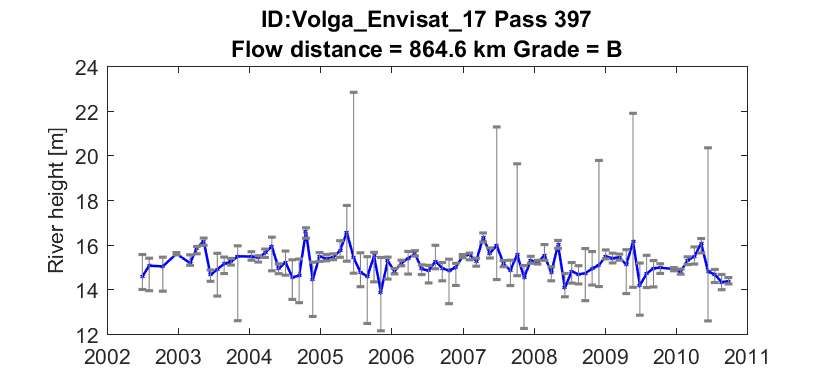 ID:Volga_Envisat_17 Pass 397
Flow distance = 864.6 km Grade = B
River height [m]
24
22
20
18
16
14
12
2002 2003 2004 2005 2006 2007 2008 2009 2010 2011